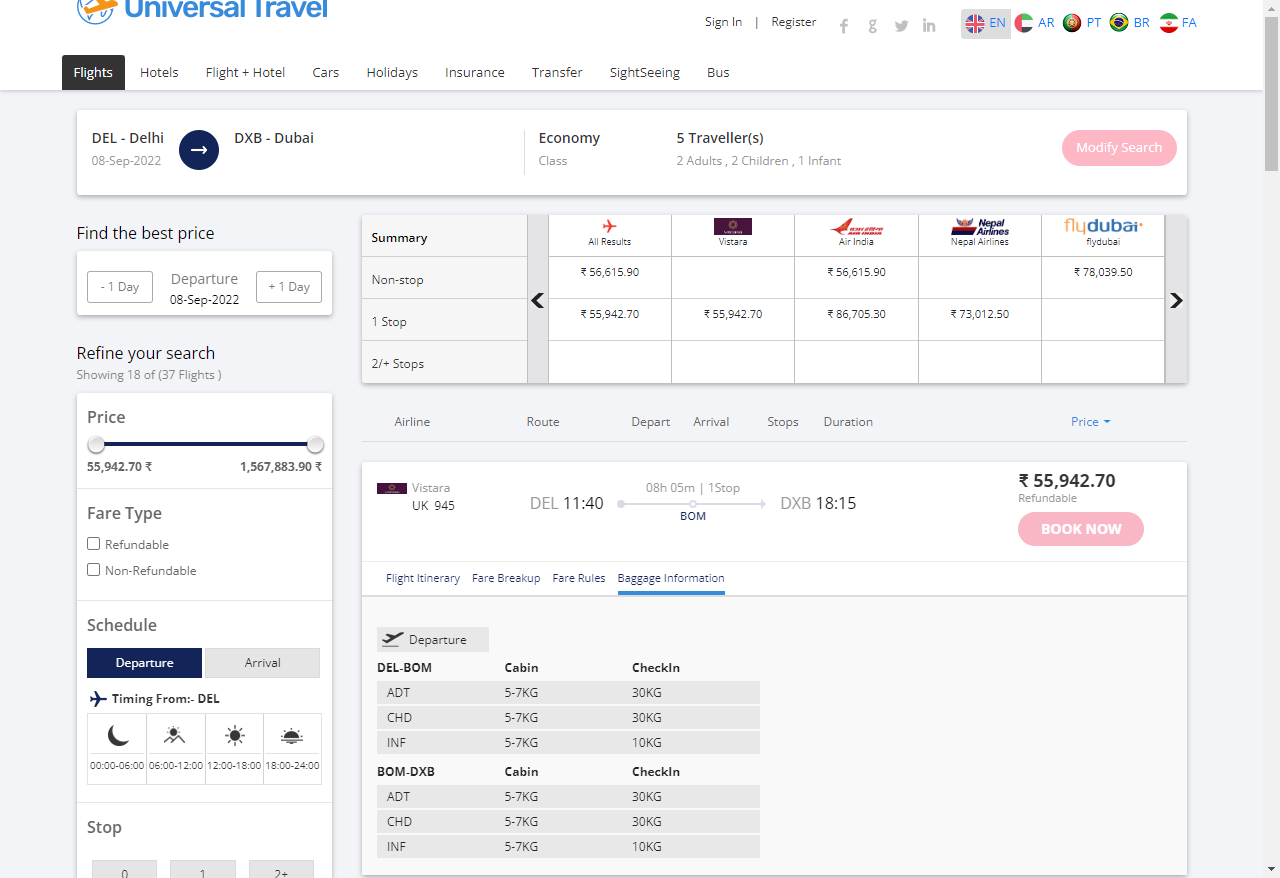 Universal Travel
Sign In | Register
EN AR PT BR FA
Flights Hotels Flight + Hotel Cars Holidays Insurance Transfer SightSeeing Bus
DEL - Delhi → DXB - Dubai
08-Sep-2022
Economy
Class
5 Traveller(s)
2 Adults , 2 Children , 1 Infant
Modify Search
Find the best price
- 1 Day
Departure
08-Sep-2022
+ 1 Day
Refine your search
Showing 18 of (37 Flights )
Price
55,942.70 ₹ 1,567,883.90 ₹
Fare Type
Refundable
Non-Refundable
Schedule
Departure Arrival
Timing From:- DEL
00:00-06:00 06:00-12:00 12:00-18:00 18:00-24:00
Stop
0 1 2+
Summary All Results Vistara Air India Nepal Airlines flydubai
Non-stop ₹ 56,615.90 ₹ 56,615.90 ₹ 78,039.50
1 Stop ₹ 55,942.70 ₹ 55,942.70 ₹ 86,705.30 ₹ 73,012.50
2/+ Stops
Airline Route Depart Arrival Stops Duration Price
Vistara
UK 945
DEL 11:40
08h 05m | 1Stop
BOM
DXB 18:15
₹ 55,942.70
Refundable
BOOK NOW
Flight Itinerary Fare Breakup Fare Rules Baggage Information
Departure
DEL-BOM Cabin CheckIn
ADT 5-7KG 30KG
CHD 5-7KG 30KG
INF 5-7KG 10KG
BOM-DXB Cabin CheckIn
ADT 5-7KG 30KG
CHD 5-7KG 30KG
INF 5-7KG 10KG